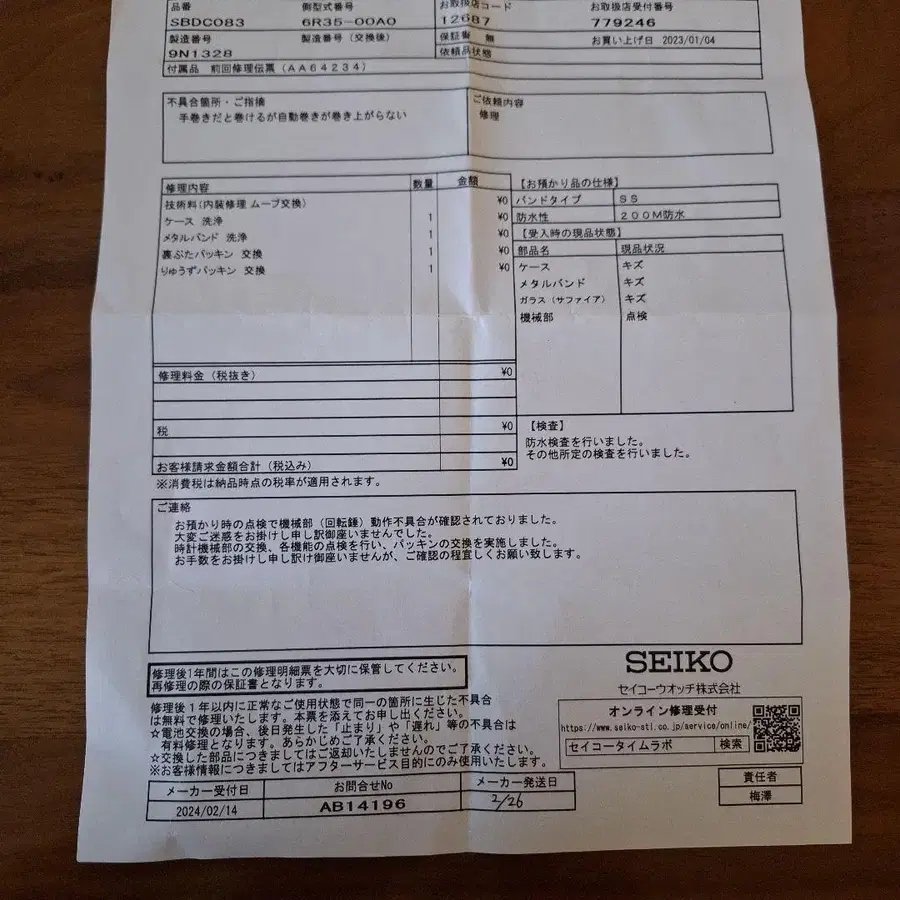 品番 側型式番号 お取扱店コード お取扱店受付番号
SBDC083 6R35-00A0 12687 779246
製造番号 製造番号(交換後) 保証書 無 お買い上げ日 2023/01/04
9N1328 依頼品状態
付属品 前回修理伝票(AA64234)
不具合箇所・ご指摘
手巻きだと巻けるが自動巻きが巻き上がらない
ご依頼内容
修理
修理内容 数量 金額
技術料(内装修理 ムーブ交換) ¥0
ケース 洗浄 1 ¥0
メタルバンド 洗浄 1 ¥0
裏ぶたパッキン 交換 1 ¥0
りゅうずパッキン 交換 1 ¥0
修理料金(税抜き) ¥0
税 ¥0
お客様請求金額合計(税込み) ¥0
※消費税は納品時点の税率が適用されます。
【お預かり品の仕様】
バンドタイプ SS
防水性 200M防水
【受入時の現品状態】
部品名 現品状況
ケース キズ
メタルバンド キズ
ガラス(サファイア) キズ
機械部 点検
【検査】
防水検査を行いました。
その他所定の検査を行いました。
ご連絡
お預かり時の点検で機械部(回転錘)動作不具合が確認されておりました。
大変ご迷惑をお掛けし申し訳御座いませんでした。
時計機械部の交換、各機能の点検を行い、パッキンの交換を実施しました。
お手数をお掛けし申し訳け御座いませんが、ご確認の程宜しくお願い致します。
修理後1年間はこの修理明細票を大切に保管してください。
再修理の際の保証書となります。
修理後1年以内に正常なご使用状態で同一の箇所に生じた不具合
は無料で修理いたします。本票を添えてお申し出ください。
☆電池交換の場合、後日発生した「止まり」や「遅れ」等の不具合は
有料修理となります。あらかじめご了承ください。
☆交換した部品につきましてはご返却いたしませんのでご了承ください。
※お客様情報につきましてはアフターサービス目的にのみ使用いたします。
SEIKO
セイコーウオッチ株式会社
オンライン修理受付
https://www.seiko-stl.co.jp/service/online/
セイコータイムラボ 検索
メーカー受付日 お問合せNo メーカー発送日
2024/02/14 AB14196 2/26
責任者
梅澤